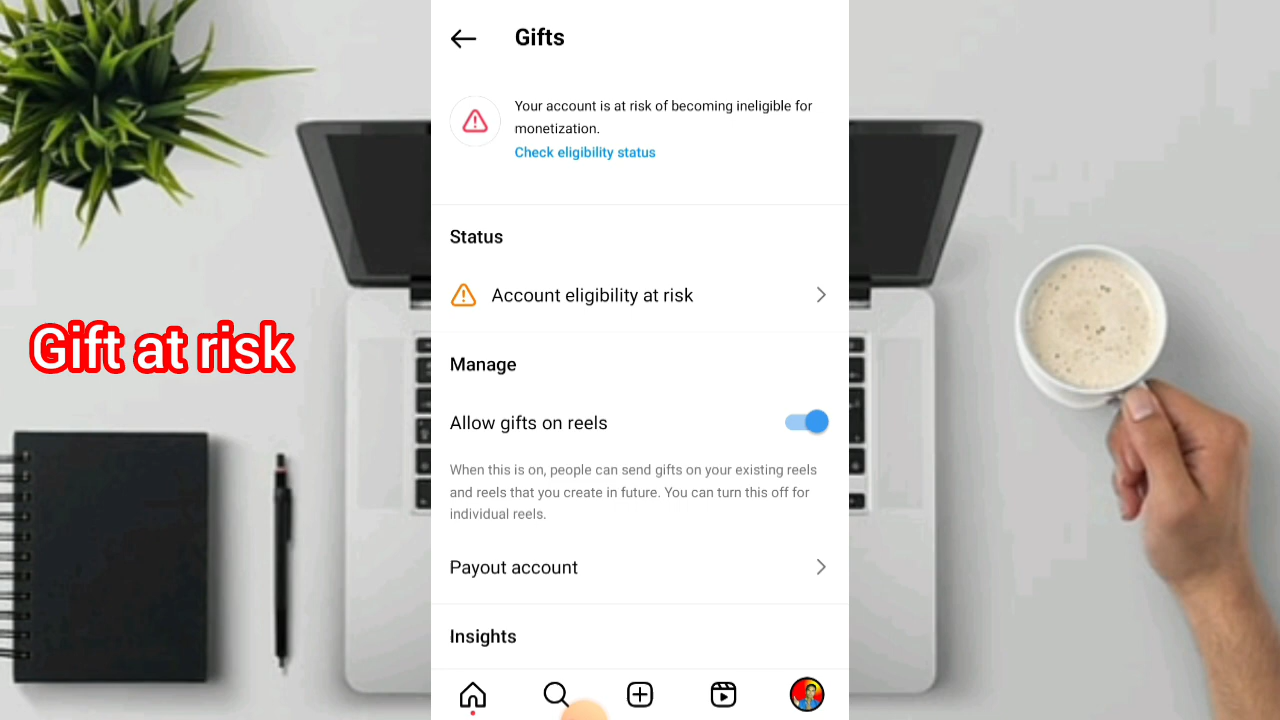 Gifts
Your account is at risk of becoming ineligible for
monetization.
Check eligibility status
Status
Account eligibility at risk
Gift at risk
Manage
Allow gifts on reels
When this is on, people can send gifts on your existing reels
and reels that you create in future. You can turn this off for
individual reels.
Payout account
Insights